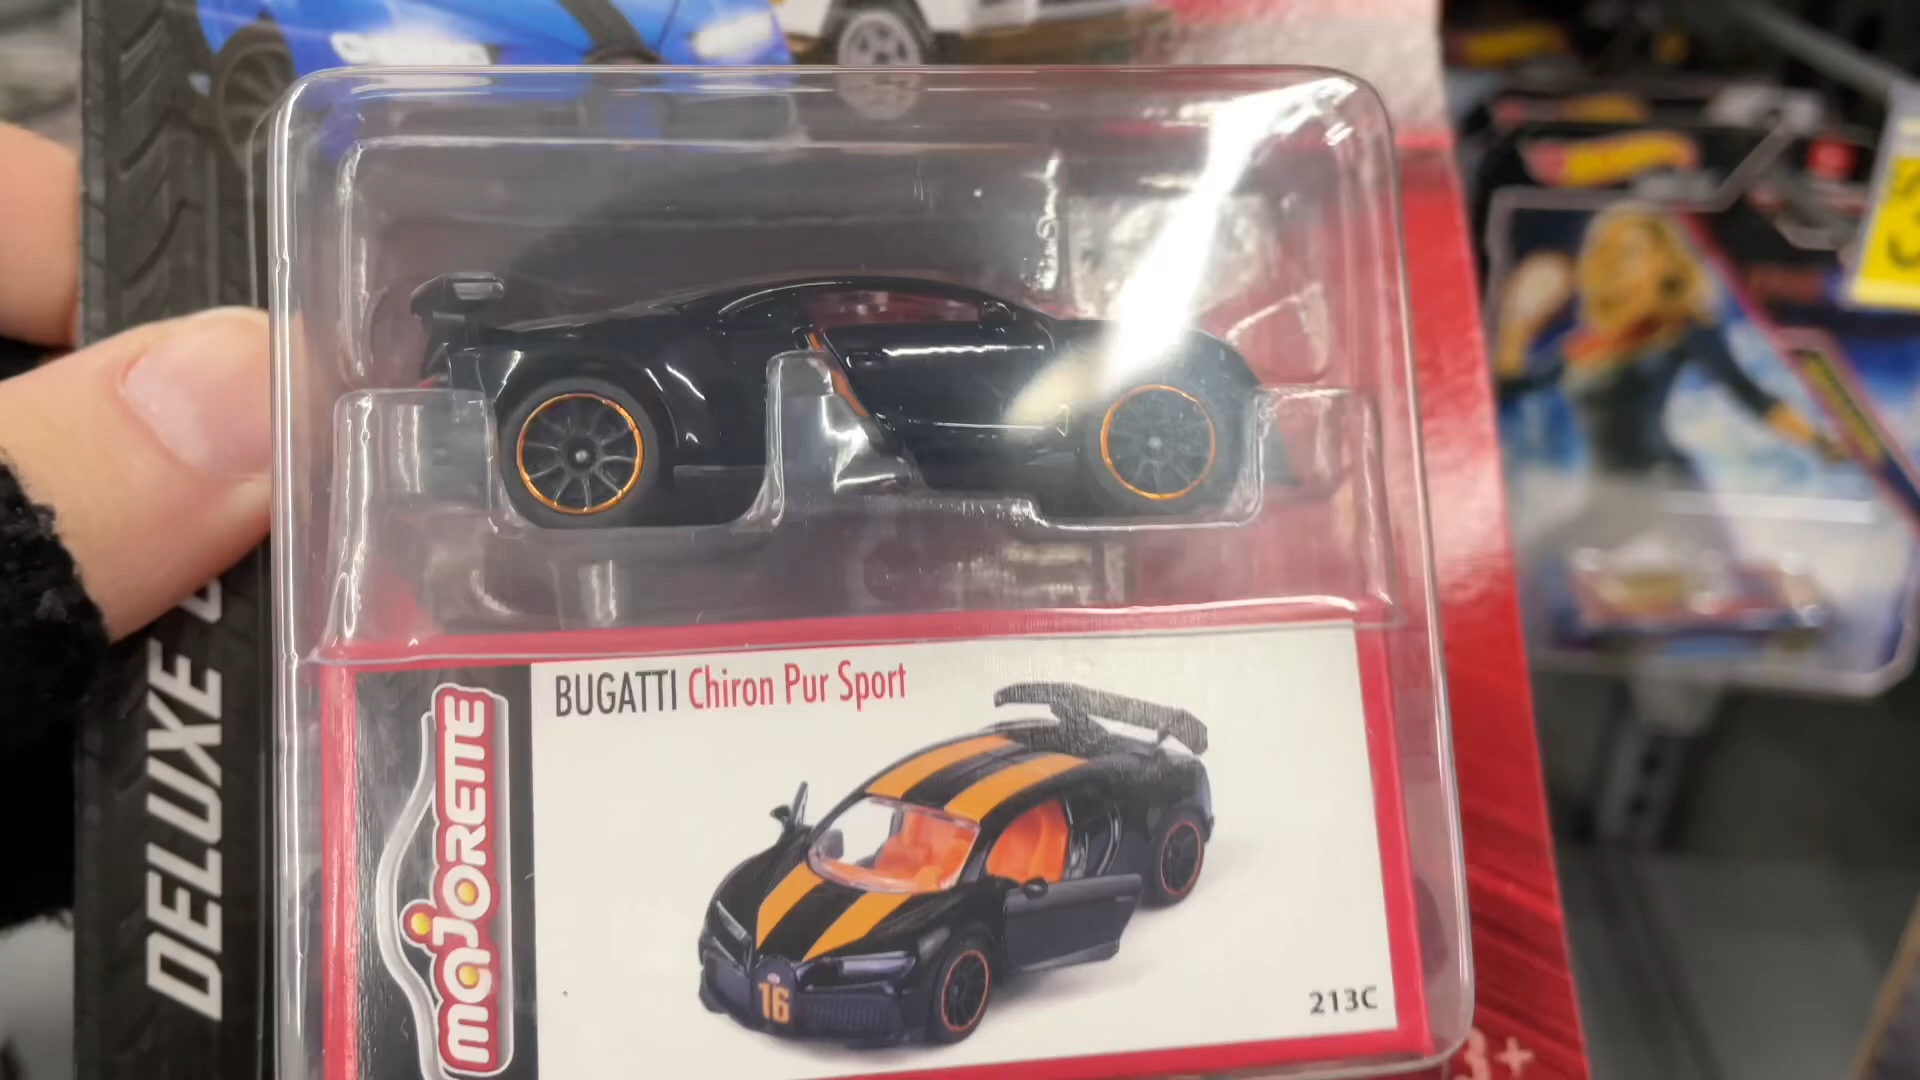 DELUXE
majorette
BUGATTI Chiron Pur Sport
16
213C
3+